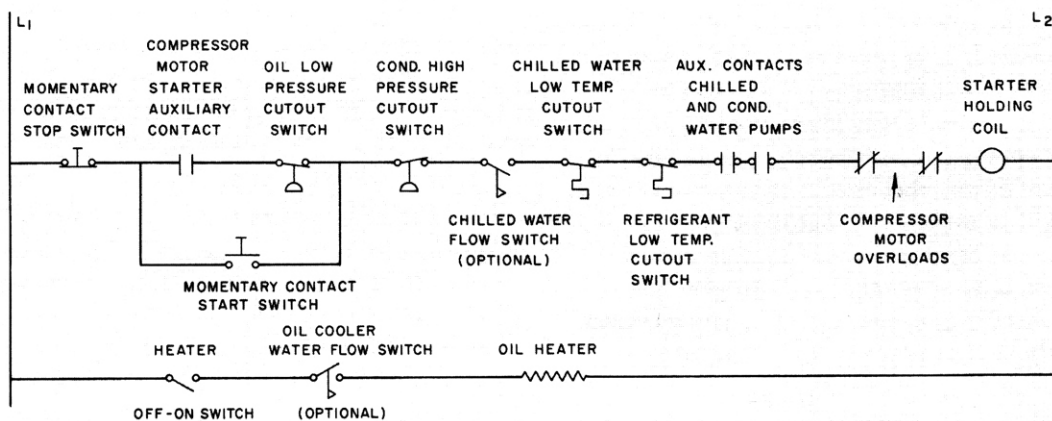 L1
L2
MOMENTARY
CONTACT
STOP SWITCH
COMPRESSOR
MOTOR
STARTER
AUXILIARY
CONTACT
OIL LOW
PRESSURE
CUTOUT
SWITCH
COND. HIGH
PRESSURE
CUTOUT
SWITCH
CHILLED WATER
LOW TEMP.
CUTOUT
SWITCH
AUX. CONTACTS
CHILLED
AND COND.
WATER PUMPS
STARTER
HOLDING
COIL
CHILLED WATER
FLOW SWITCH
(OPTIONAL)
REFRIGERANT
LOW TEMP.
CUTOUT
SWITCH
COMPRESSOR
MOTOR
OVERLOADS
MOMENTARY CONTACT
START SWITCH
HEATER
OFF-ON SWITCH
OIL COOLER
WATER FLOW SWITCH
(OPTIONAL)
OIL HEATER